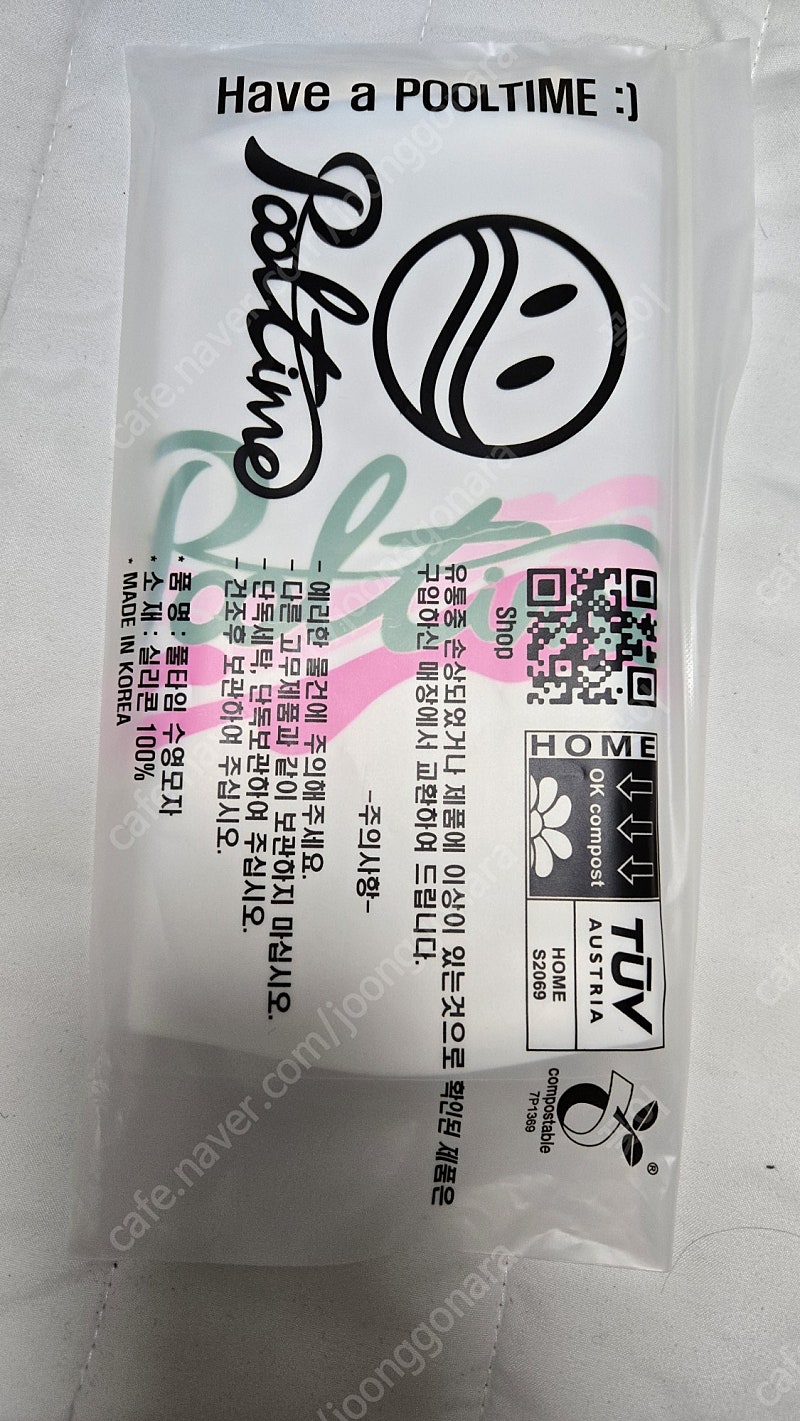 Have a POOLTIME :)
Pooltime
Pooltime
Shop
HOME
OK compost
TÜV
AUSTRIA
HOME
S2069
compostable
7P1369
®
유통중 손상되었거나 제품에 이상이 있는것으로 확인된 제품은
구입하신 매장에서 교환하여 드립니다.
-주의사항-
- 예리한 물건에 주의해주세요.
- 다른 고무제품과 같이 보관하지 마십시오.
- 단독세탁, 단독보관하여 주십시오.
- 건조후 보관하여 주십시오.
* 품 명 : 풀타임 수영모자
* 소 재 : 실리콘 100%
* MADE IN KOREA
cafe.naver.com/joonggonara